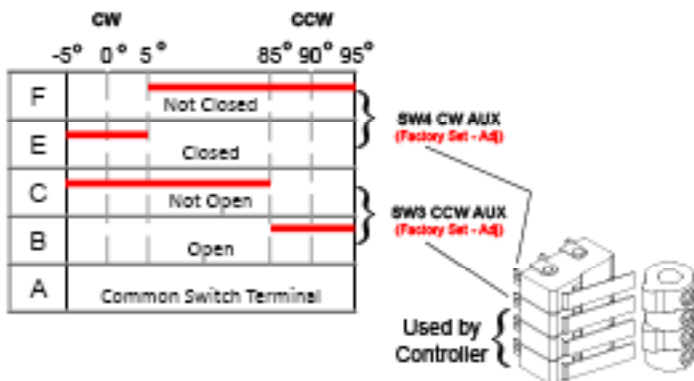 CW CCW
-5° 0° 5° 85° 90° 95°
F
Not Closed
E
Closed
C
Not Open
B
Open
A
Common Switch Terminal
SW4 CW AUX
(Factory Set - Adj)
SW3 CCW AUX
(Factory Set - Adj)
Used by
Controller